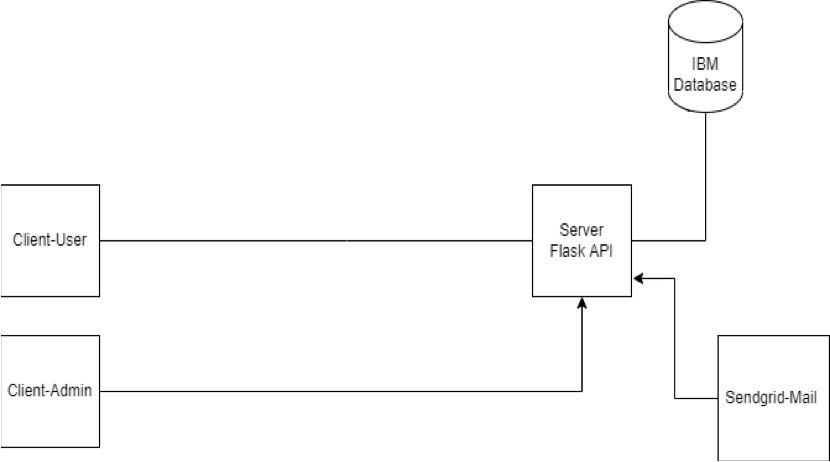 IBM
Database
Client-User
Server
Flask API
Client-Admin
Sendgrid-Mail